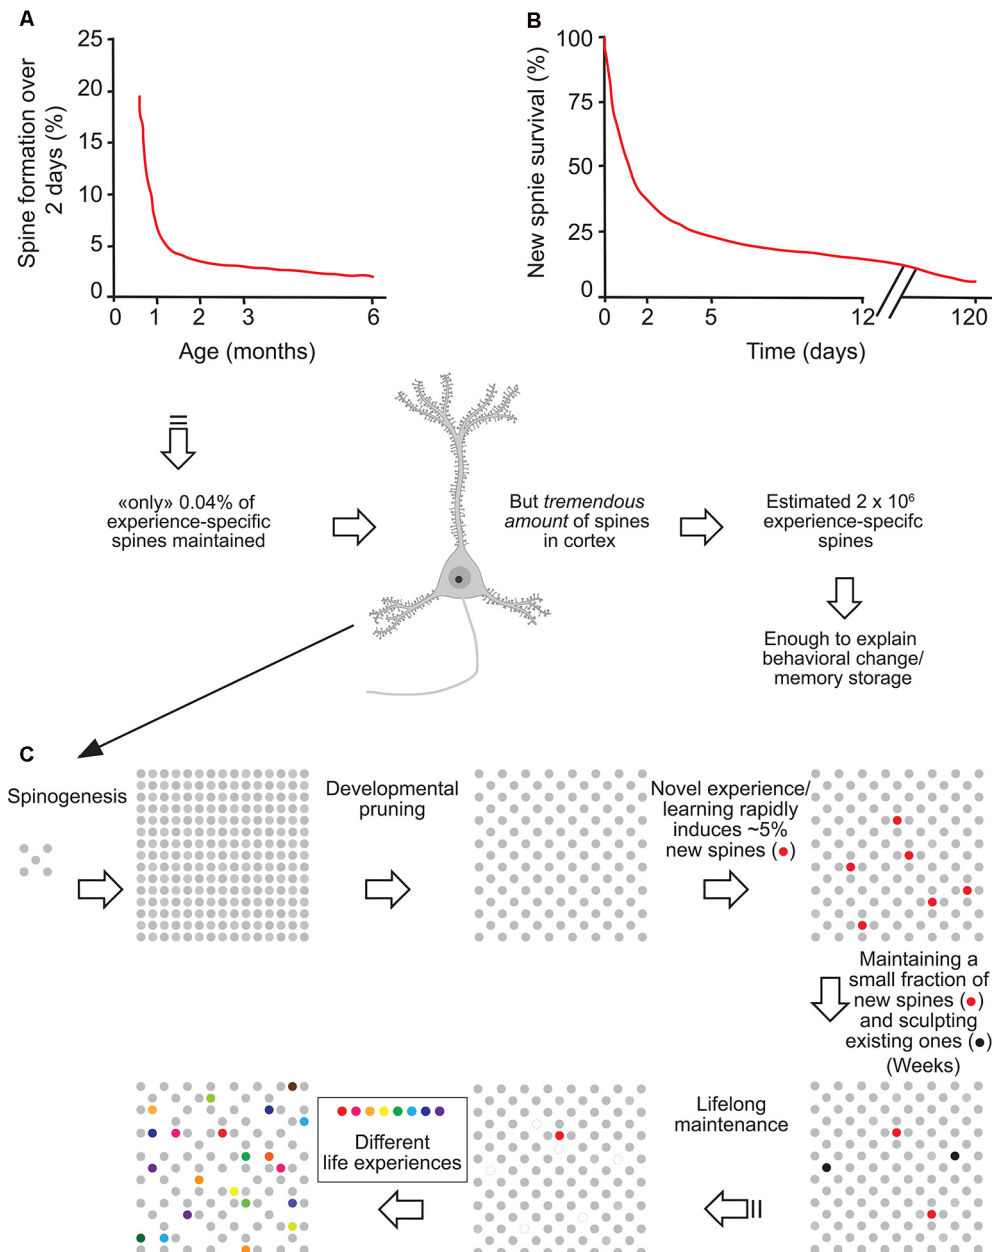 A
25
20
15
10
5
0
Spine formation over
2 days (%)
0 1 2 3 6
Age (months)
B
100
75
50
25
0
New spnie survival (%)
0 2 5 12 120
Time (days)
«only» 0.04% of
experience-specific
spines maintained
But tremendous
amount of spines
in cortex
Estimated 2 x 10⁶
experience-specifc
spines
Enough to explain
behavioral change/
memory storage
C
Spinogenesis
Developmental
pruning
Novel experience/
learning rapidly
induces ~5%
new spines (●)
Maintaining a
small fraction of
new spines (●)
and sculpting
existing ones (●)
(Weeks)
Lifelong
maintenance
Different
life experiences